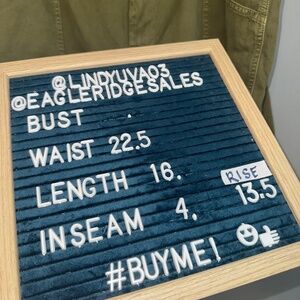 @LINDYUVA03
@EAGLERIDGESALES
BUST .
WAIST 22.5
LENGTH 16.
RISE
INSEAM 4. 13.5
#BUYME!